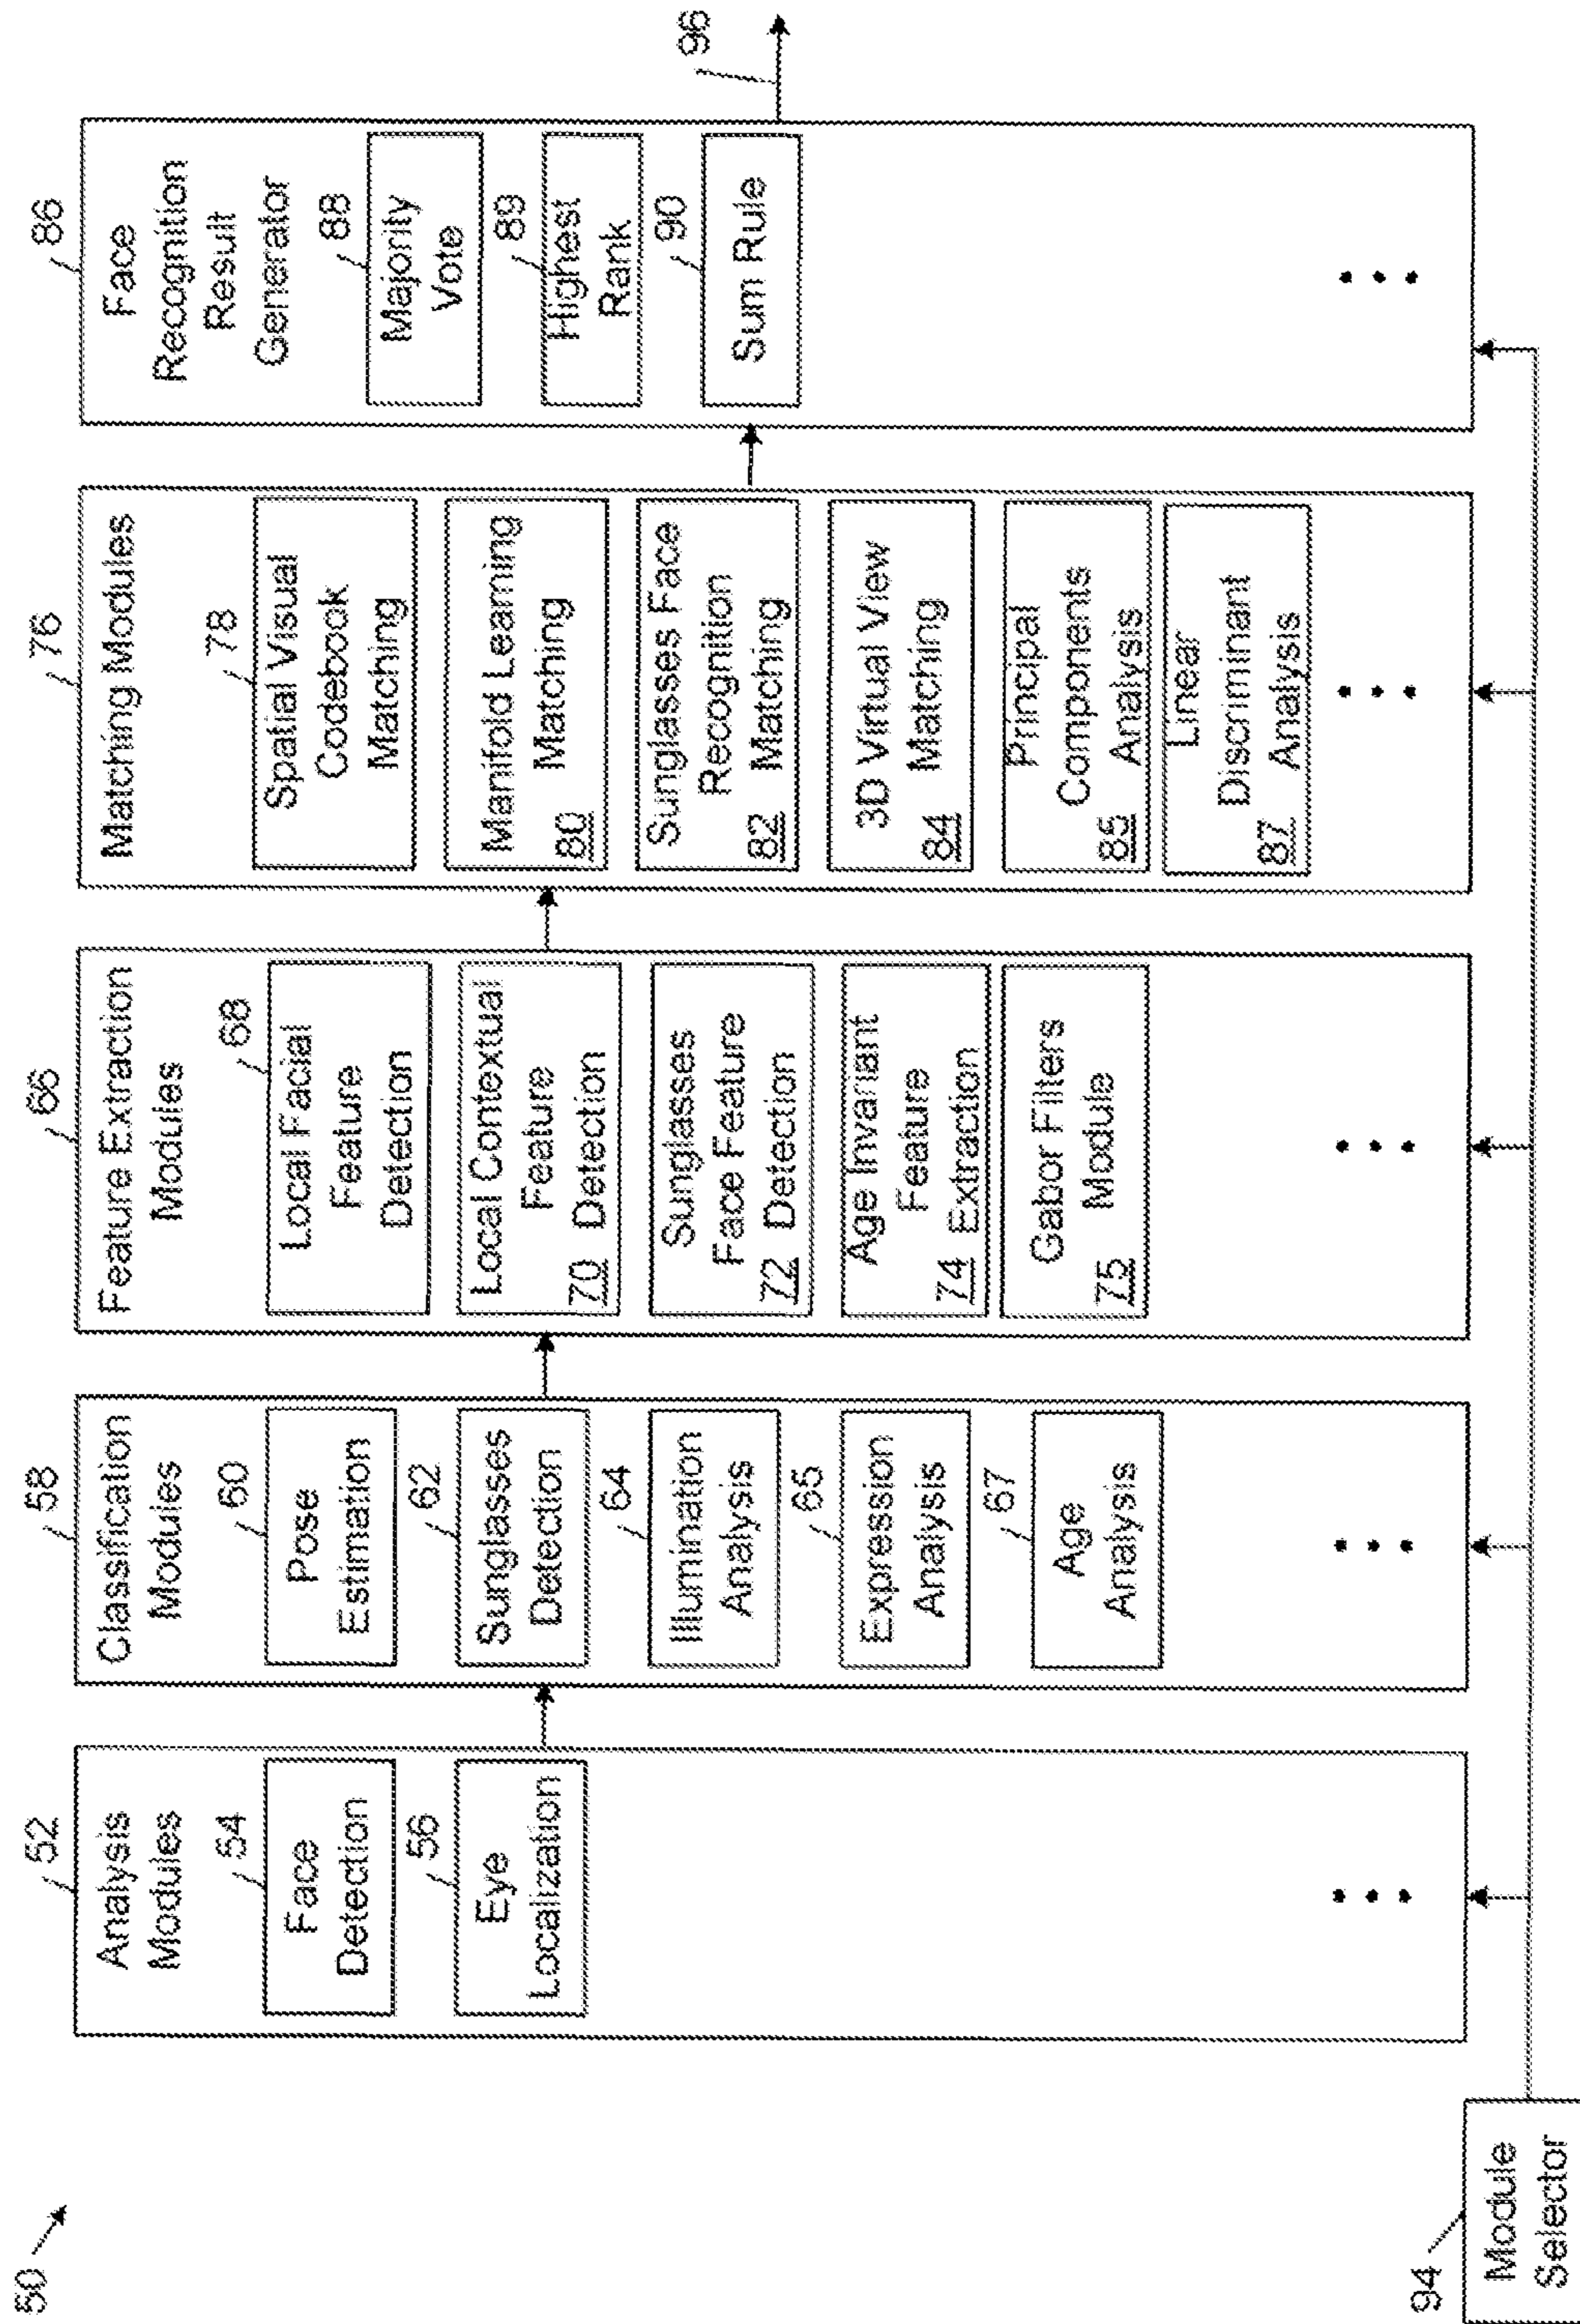 50
52
Analysis
Modules
54
Face
Detection
56
Eye
Localization
58
Classification
Modules
60
Pose
Estimation
62
Sunglasses
Detection
64
Illumination
Analysis
65
Expression
Analysis
67
Age
Analysis
66
Feature Extraction
Modules
68
Local Facial
Feature
Detection
Local Contextual
Feature
70 Detection
Sunglasses
Face Feature
72 Detection
Age Invariant
Feature
74 Extraction
Gabor Filters
Module
75
76
Matching Modules
78
Spatial Visual
Codebook
Matching
Manifold Learning
Matching
80
Sunglasses Face
Recognition
82 Matching
3D Virtual View
Matching
84
Principal
Components
85 Analysis
Linear
Discriminant
87 Analysis
86
Face
Recognition
Result
Generator
88
Majority
Vote
89
Highest
Rank
90
Sum Rule
96
94
Module
Selector